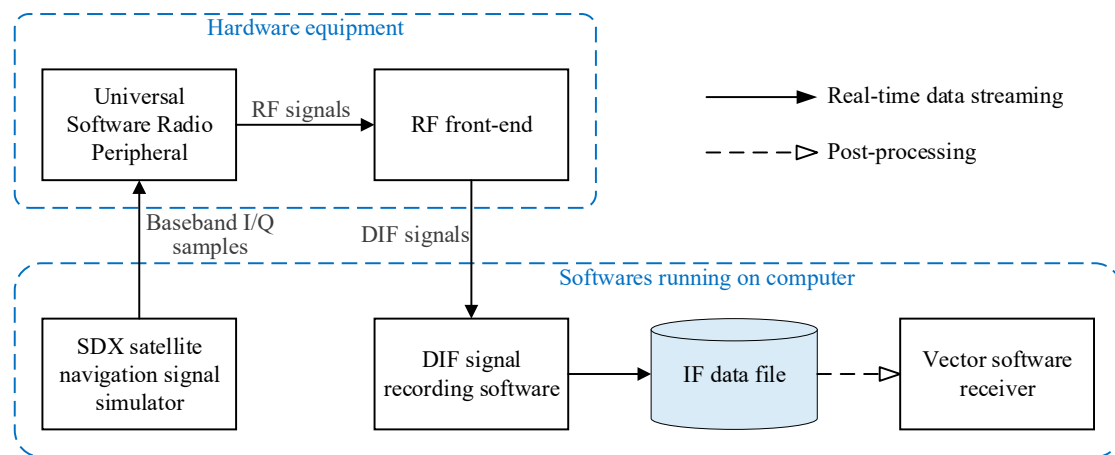 Hardware equipment
Universal
Software Radio
Peripheral
RF signals
RF front-end
Real-time data streaming
Post-processing
Baseband I/Q
samples
DIF signals
Softwares running on computer
SDX satellite
navigation signal
simulator
DIF signal
recording software
IF data file
Vector software
receiver